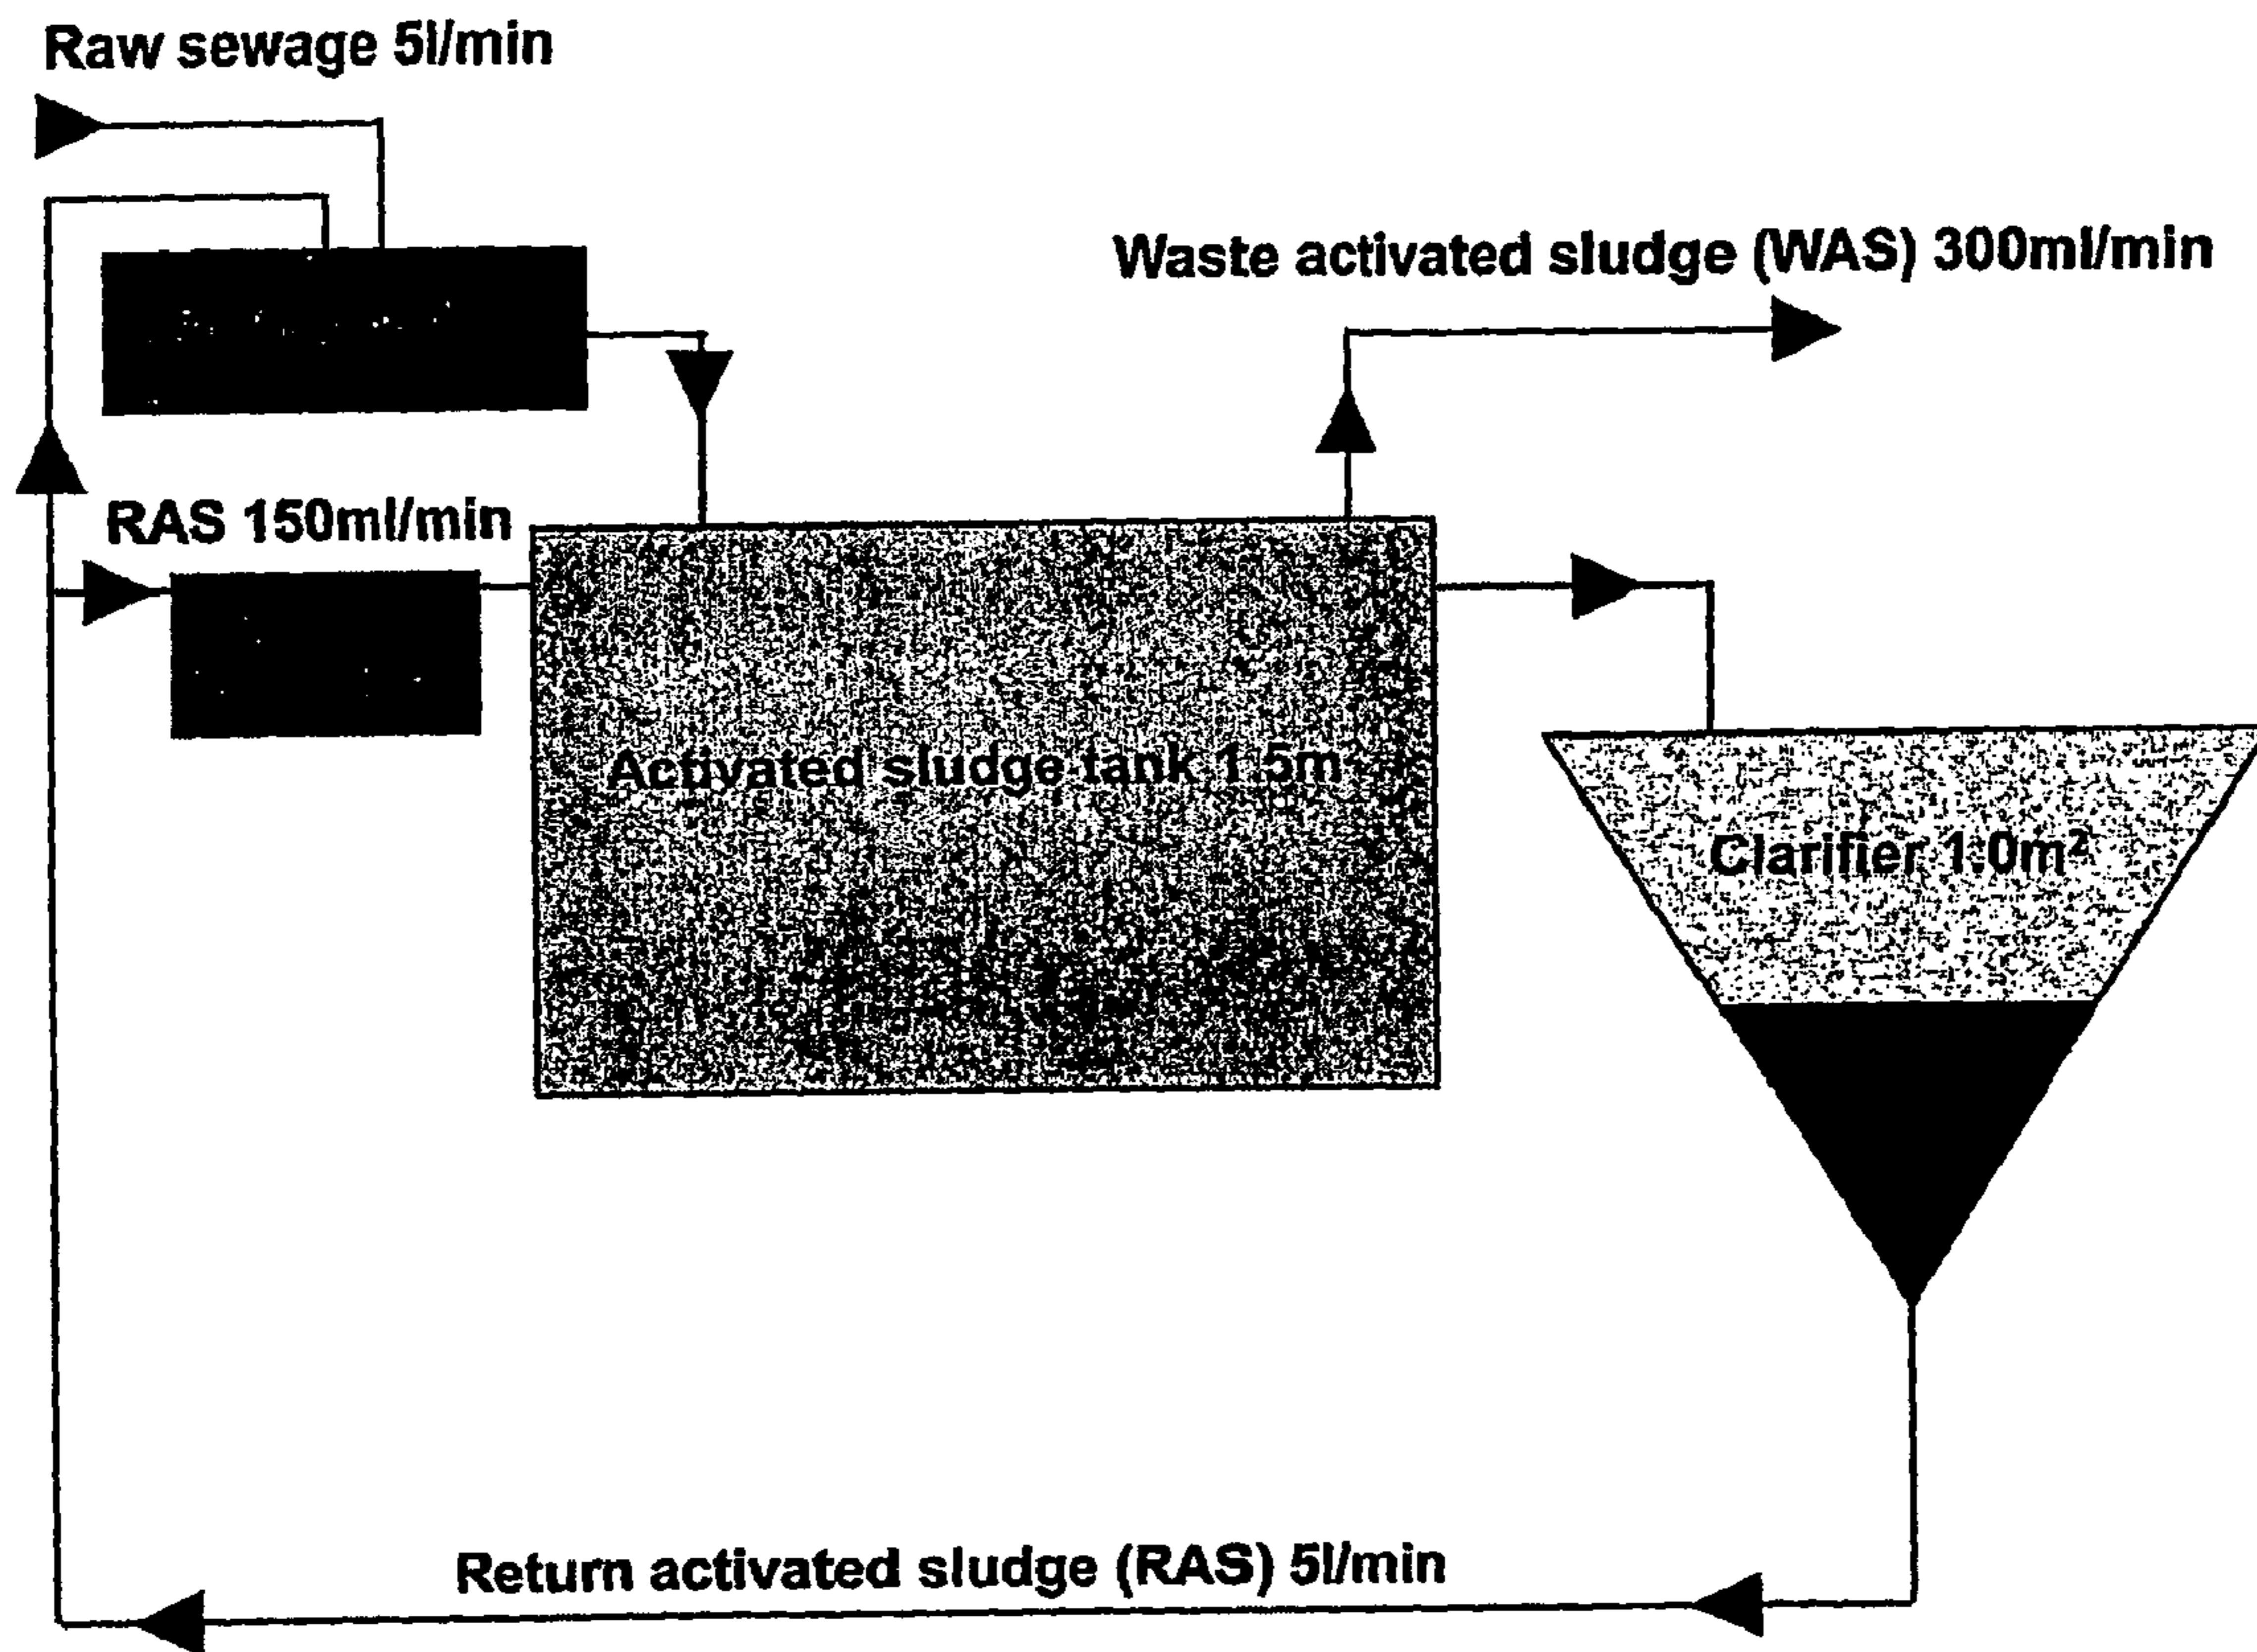 Raw sewage 5l/min
Waste activated sludge (WAS) 300ml/min
RAS 150ml/min
Activated sludge tank 1.5m
Clarifier 1.0m²
Return activated sludge (RAS) 5l/min